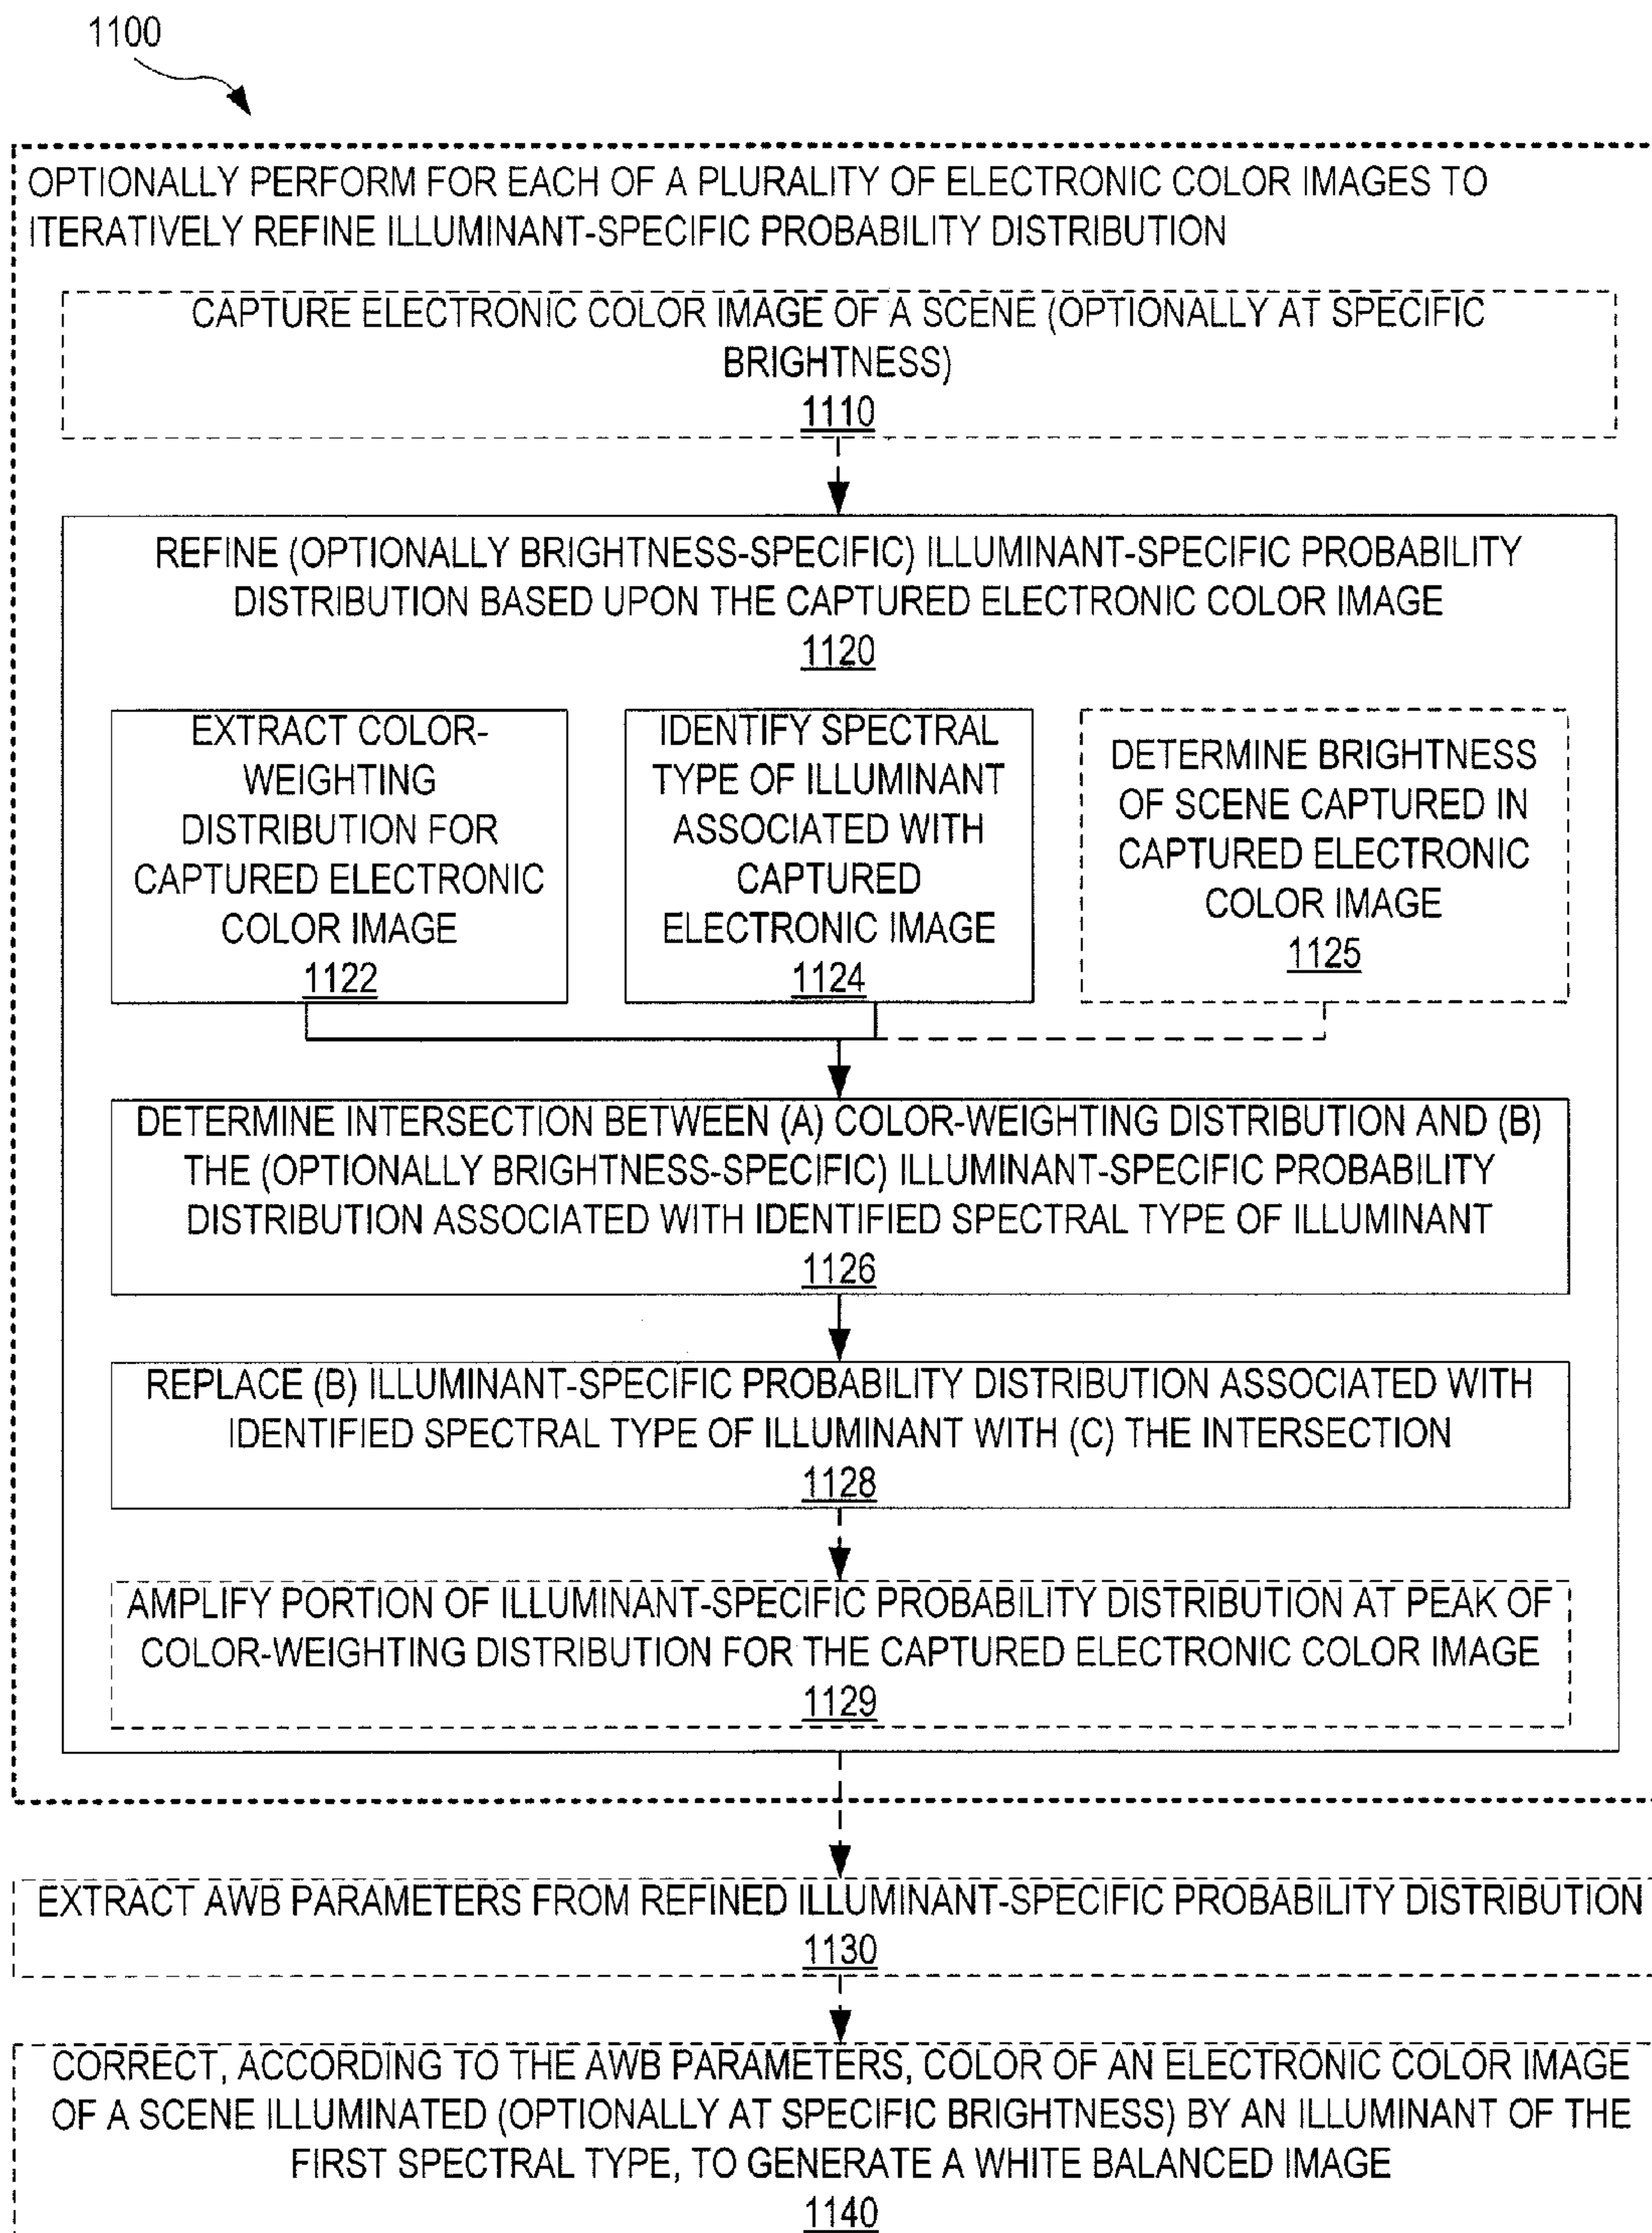 1100
OPTIONALLY PERFORM FOR EACH OF A PLURALITY OF ELECTRONIC COLOR IMAGES TO
ITERATIVELY REFINE ILLUMINANT-SPECIFIC PROBABILITY DISTRIBUTION
CAPTURE ELECTRONIC COLOR IMAGE OF A SCENE (OPTIONALLY AT SPECIFIC
BRIGHTNESS)
1110
REFINE (OPTIONALLY BRIGHTNESS-SPECIFIC) ILLUMINANT-SPECIFIC PROBABILITY
DISTRIBUTION BASED UPON THE CAPTURED ELECTRONIC COLOR IMAGE
1120
EXTRACT COLOR-
WEIGHTING
DISTRIBUTION FOR
CAPTURED ELECTRONIC
COLOR IMAGE
1122
IDENTIFY SPECTRAL
TYPE OF ILLUMINANT
ASSOCIATED WITH
CAPTURED
ELECTRONIC IMAGE
1124
DETERMINE BRIGHTNESS
OF SCENE CAPTURED IN
CAPTURED ELECTRONIC
COLOR IMAGE
1125
DETERMINE INTERSECTION BETWEEN (A) COLOR-WEIGHTING DISTRIBUTION AND (B)
THE (OPTIONALLY BRIGHTNESS-SPECIFIC) ILLUMINANT-SPECIFIC PROBABILITY
DISTRIBUTION ASSOCIATED WITH IDENTIFIED SPECTRAL TYPE OF ILLUMINANT
1126
REPLACE (B) ILLUMINANT-SPECIFIC PROBABILITY DISTRIBUTION ASSOCIATED WITH
IDENTIFIED SPECTRAL TYPE OF ILLUMINANT WITH (C) THE INTERSECTION
1128
AMPLIFY PORTION OF ILLUMINANT-SPECIFIC PROBABILITY DISTRIBUTION AT PEAK OF
COLOR-WEIGHTING DISTRIBUTION FOR THE CAPTURED ELECTRONIC COLOR IMAGE
1129
EXTRACT AWB PARAMETERS FROM REFINED ILLUMINANT-SPECIFIC PROBABILITY DISTRIBUTION
1130
CORRECT, ACCORDING TO THE AWB PARAMETERS, COLOR OF AN ELECTRONIC COLOR IMAGE
OF A SCENE ILLUMINATED (OPTIONALLY AT SPECIFIC BRIGHTNESS) BY AN ILLUMINANT OF THE
FIRST SPECTRAL TYPE, TO GENERATE A WHITE BALANCED IMAGE
1140